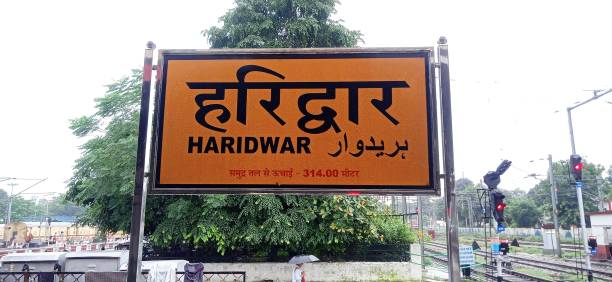 हरिद्वार
HARIDWAR ہریدوار
समुद्र तल से ऊंचाई - 314.00 मीटर